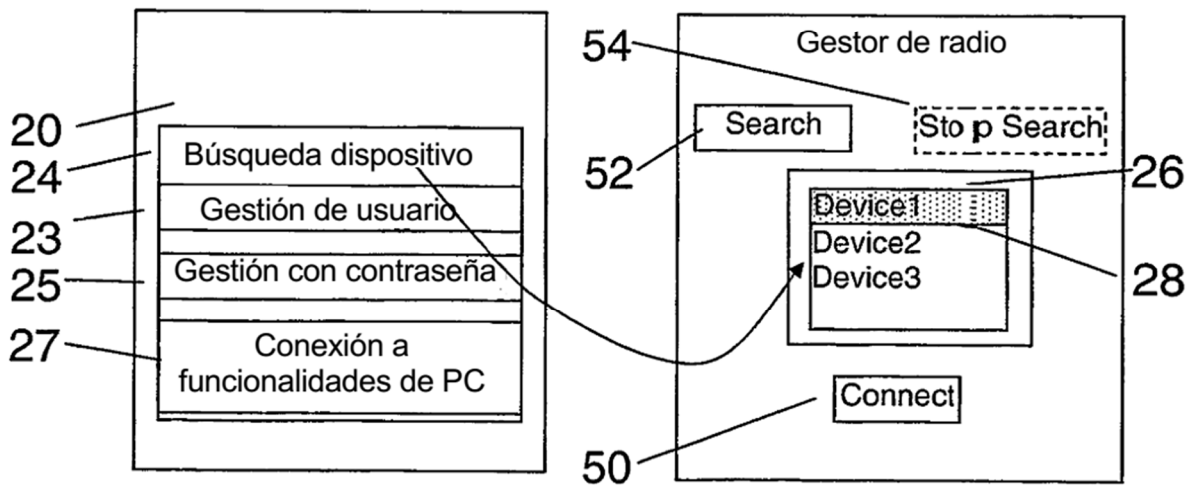 20
24
23
25
27
Búsqueda dispositivo
Gestión de usuario
Gestión con contraseña
Conexión a
funcionalidades de PC
54
Gestor de radio
Search
Stop Search
52
26
Device1
Device2
Device3
28
Connect
50